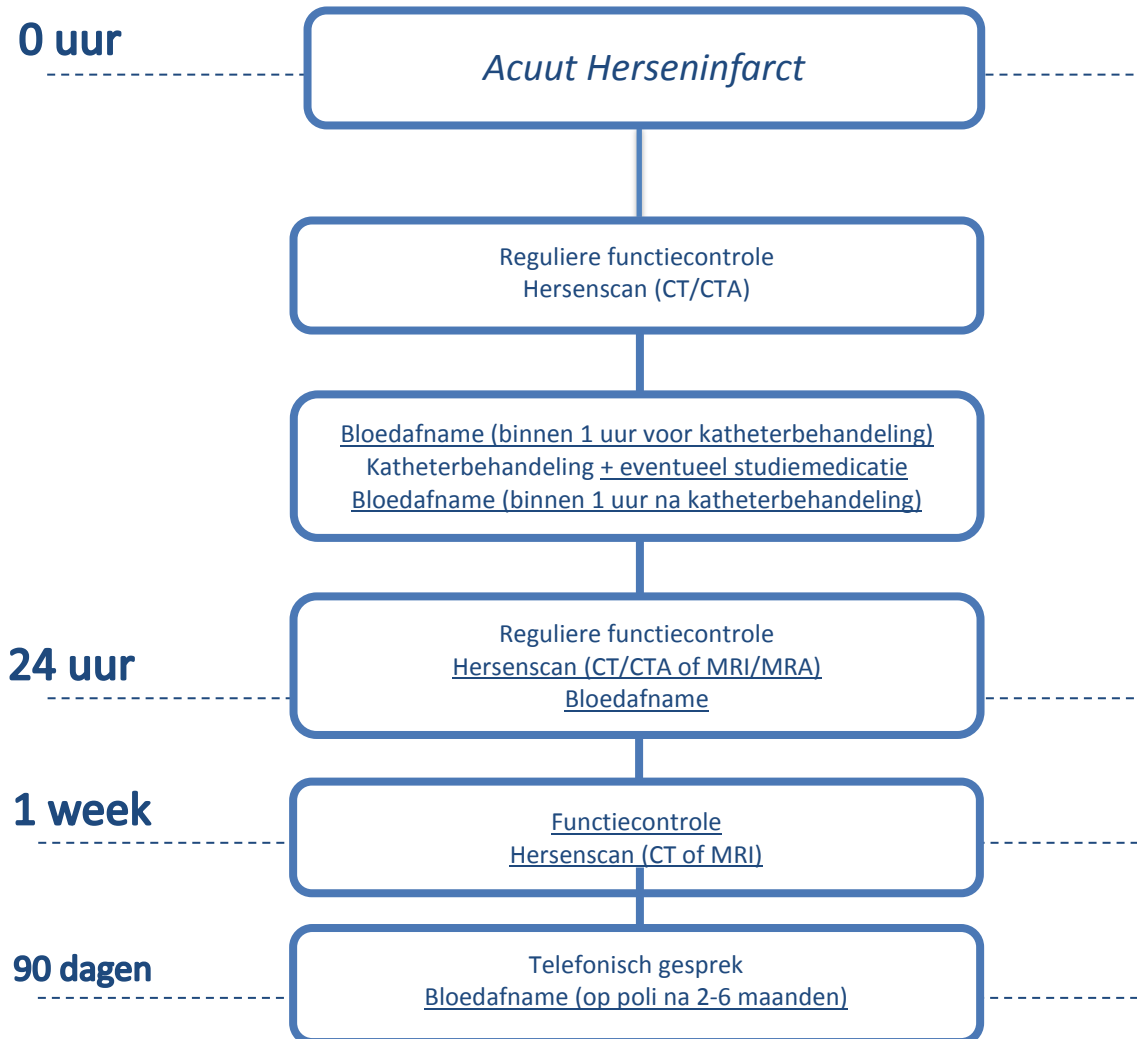 0 uur
Acuut Herseninfarct
Reguliere functiecontrole
Hersenscan (CT/CTA)
Bloedafname (binnen 1 uur voor katheterbehandeling)
Katheterbehandeling + eventueel studiemedicatie
Bloedafname (binnen 1 uur na katheterbehandeling)
24 uur
Reguliere functiecontrole
Hersenscan (CT/CTA of MRI/MRA)
Bloedafname
1 week
Functiecontrole
Hersenscan (CT of MRI)
90 dagen
Telefonisch gesprek
Bloedafname (op poli na 2-6 maanden)